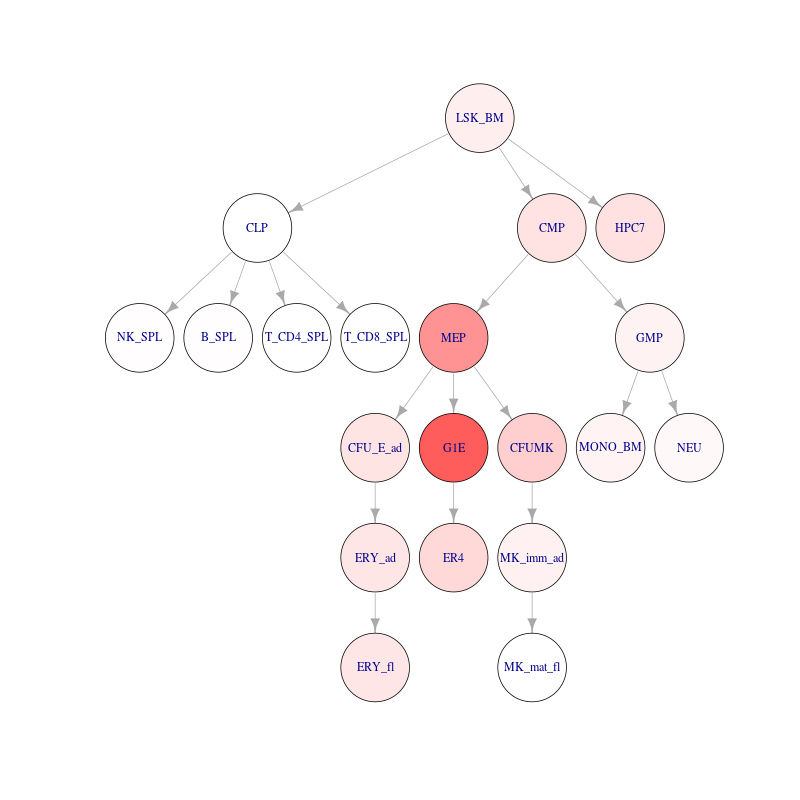 LSK_BM
CLP
CMP
HPC7
NK_SPL
B_SPL
T_CD4_SPL
T_CD8_SPL
MEP
GMP
CFU_E_ad
G1E
CFUMK
MONO_BM
NEU
ERY_ad
ER4
MK_imm_ad
ERY_fl
MK_mat_fl